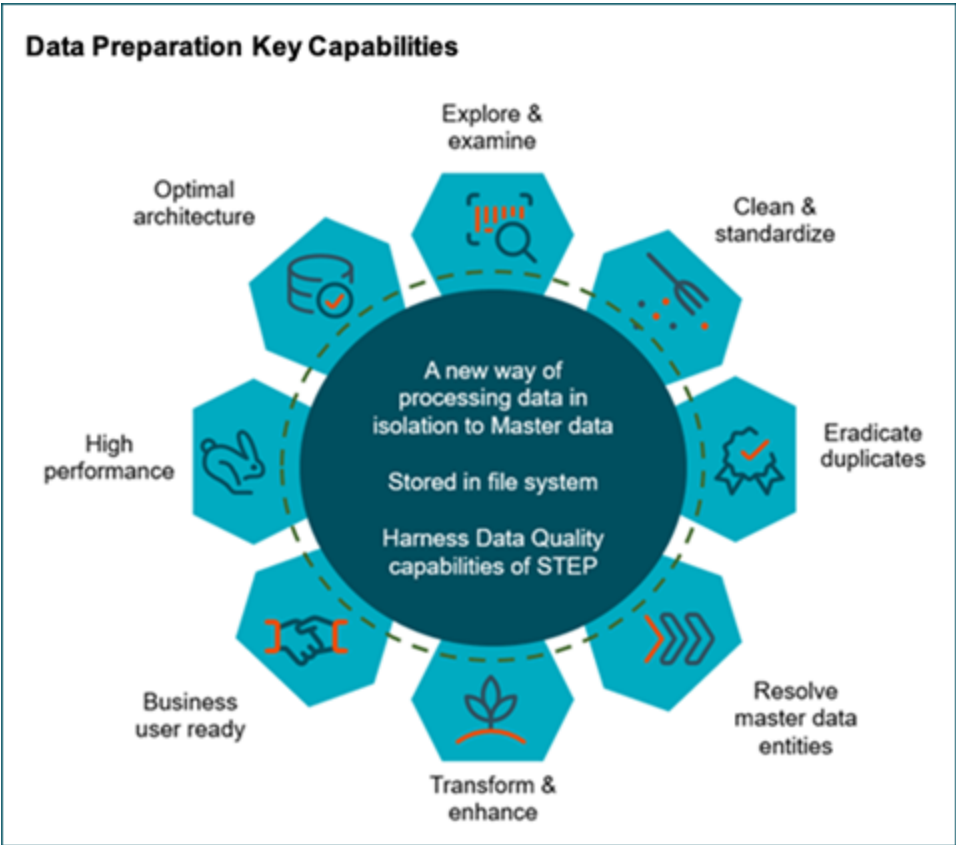 Data Preparation Key Capabilities
Explore &
examine
Optimal
architecture
Clean &
standardize
A new way of
processing data in
isolation to Master data
Stored in file system
Harness Data Quality
capabilities of STEP
High
performance
Eradicate
duplicates
Business
user ready
Resolve
master data
entities
Transform &
enhance